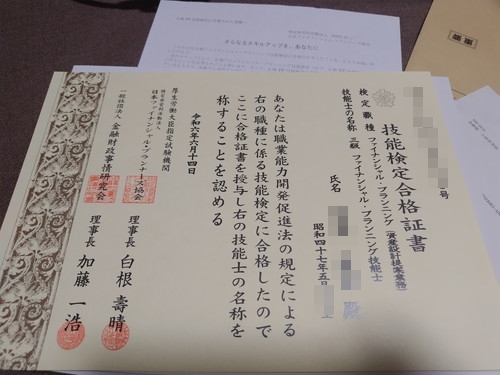 技能検定合格証書
号
検定職種 ファイナンシャル・プランニング(資産設計提案業務)
技能士の名称 三級 ファイナンシャル・プランニング技能士
氏名
殿
昭和四十七年五
あなたは職業能力開発促進法の規定による
右の職種に係る技能検定に合格したので
ここに合格証書を授与し右の技能士の名称を
称することを認める
令和六年六月十四日
厚生労働大臣指定試験機関
特定非営利活動法人
日本ファイナンシャル・プランナーズ協会
理事長 白根壽晴
一般社団法人 金融財政事情研究会
理事長 加藤一浩
さらなるスキルアップを、あなたに